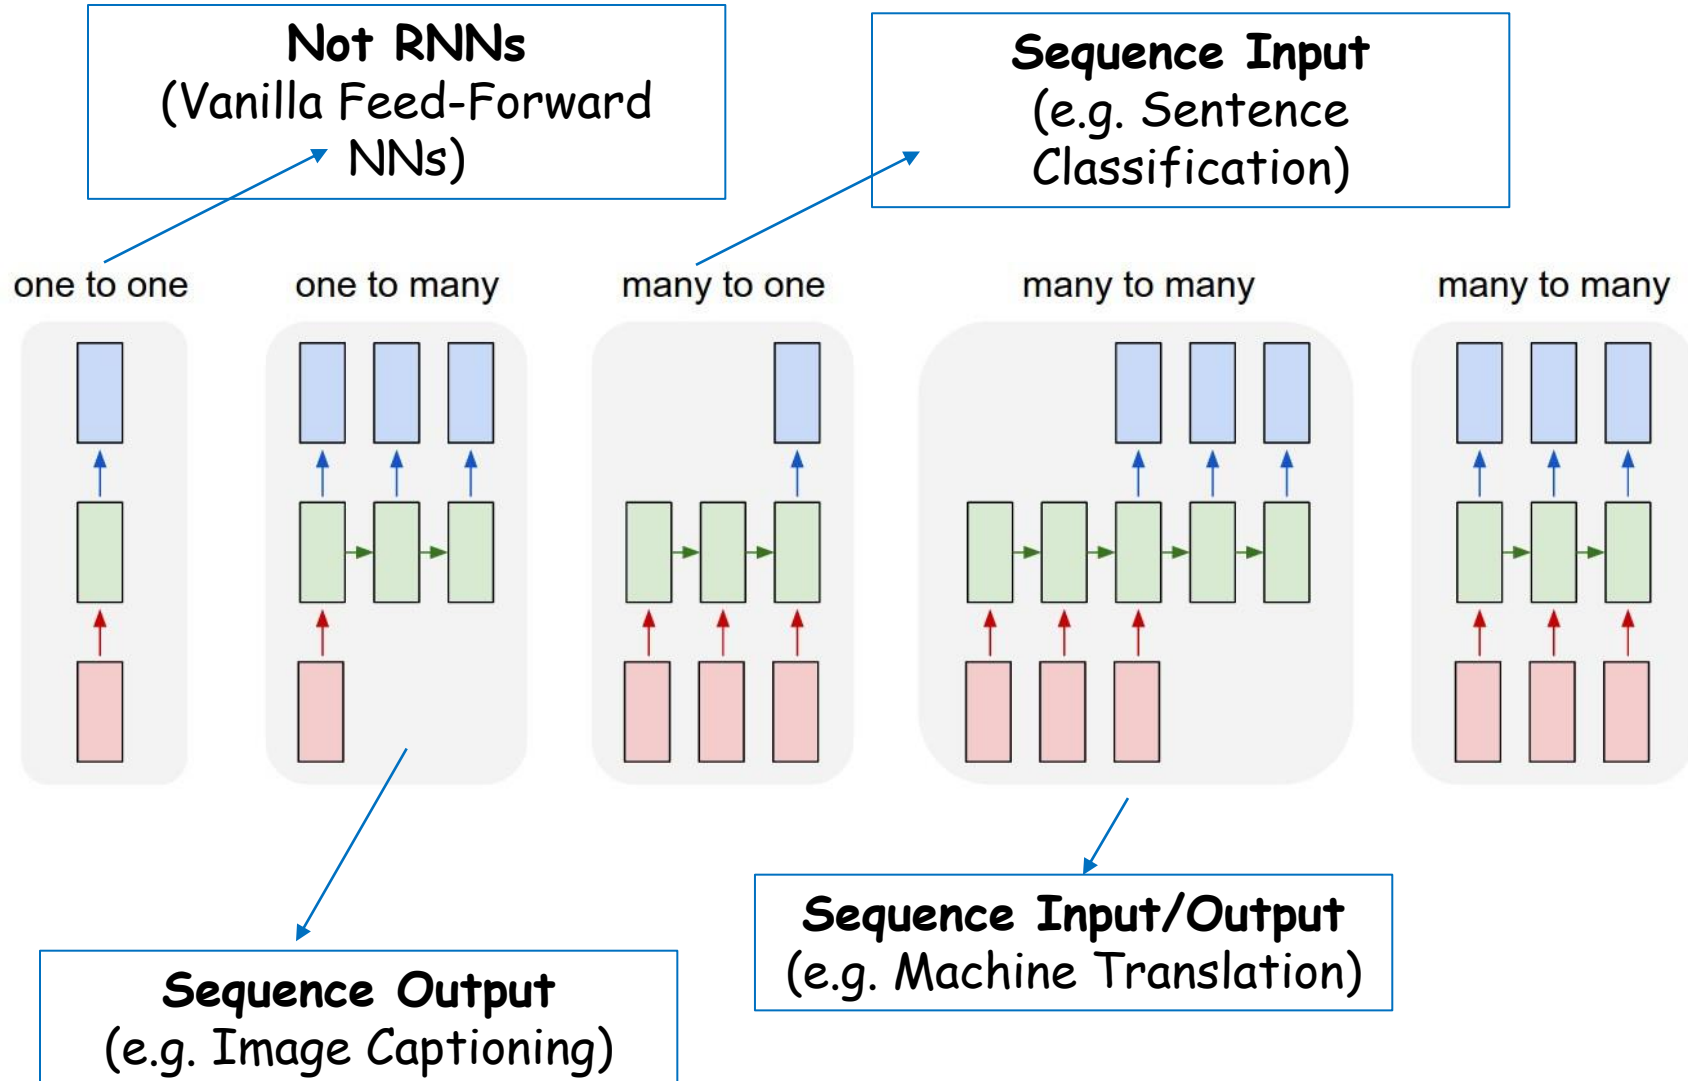 Not RNNs
(Vanilla Feed-Forward
NNs)
Sequence Input
(e.g. Sentence
Classification)
one to one
one to many
many to one
many to many
many to many
Sequence Output
(e.g. Image Captioning)
Sequence Input/Output
(e.g. Machine Translation)